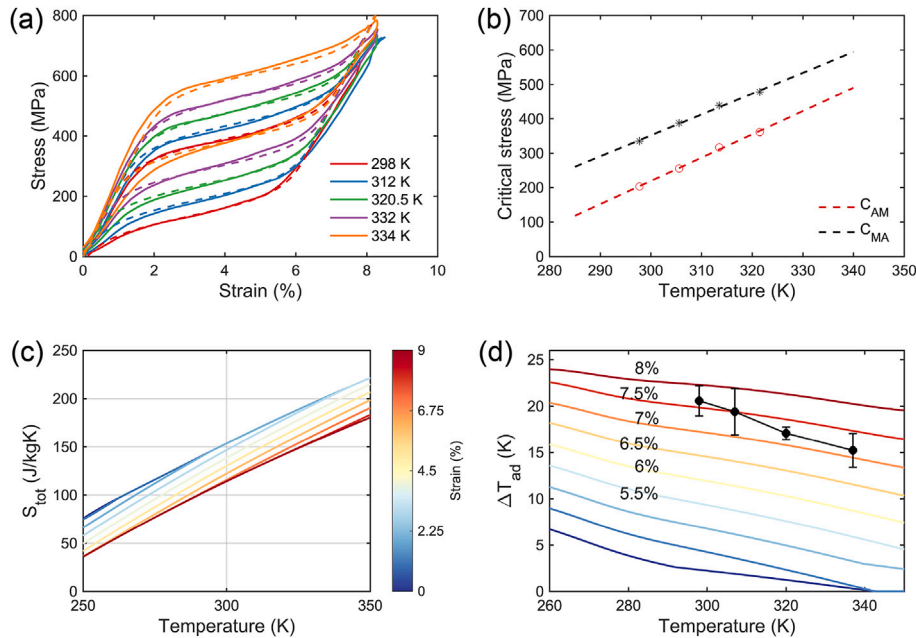 (a)
800
600
400
200
0
Stress (MPa)
298 K
312 K
320.5 K
332 K
334 K
0 2 4 6 8 10
Strain (%)
(b)
700
600
500
400
300
200
100
0
Critical stress (MPa)
C_AM
C_MA
280 290 300 310 320 330 340 350
Temperature (K)
(c)
250
200
150
100
50
0
S_tot (J/kgK)
250 300 350
Temperature (K)
9
6.75
4.5
2.25
0
Strain (%)
(d)
25
20
15
10
5
0
ΔT_ad (K)
8%
7.5%
7%
6.5%
6%
5.5%
260 280 300 320 340
Temperature (K)